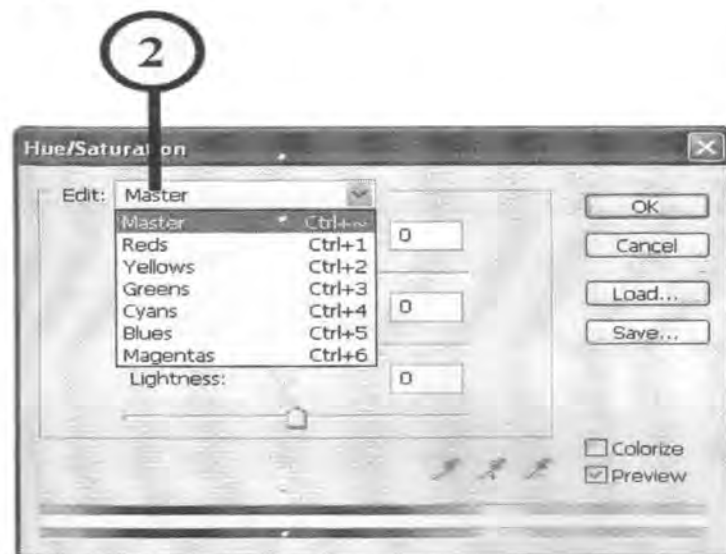 2
Hue/Saturation
Edit: Master
Master Ctrl+~
Reds Ctrl+1
Yellows Ctrl+2
Greens Ctrl+3
Cyans Ctrl+4
Blues Ctrl+5
Magentas Ctrl+6
0
0
Lightness: 0
OK
Cancel
Load...
Save...
Colorize
Preview